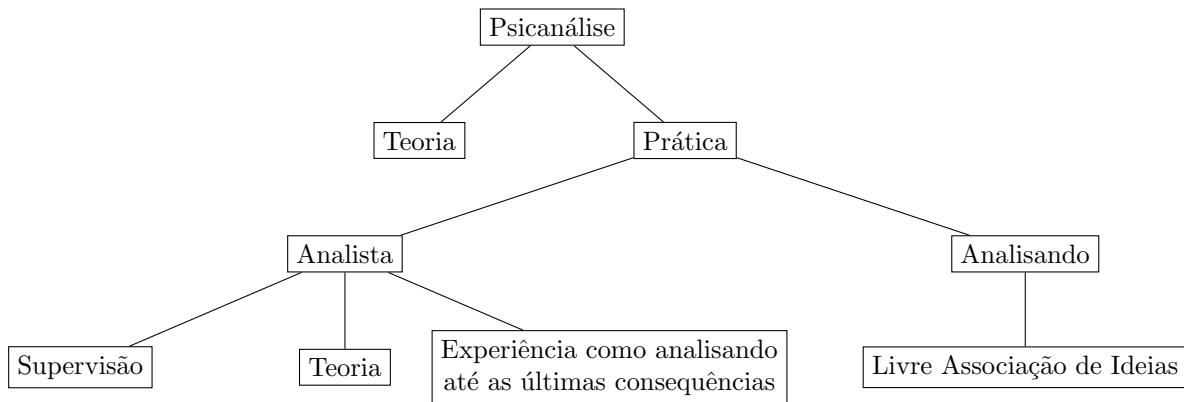 Psicanálise
Teoria
Prática
Analista
Analisando
Supervisão
Teoria
Experiência como analisando
até as últimas consequências
Livre Associação de Ideias